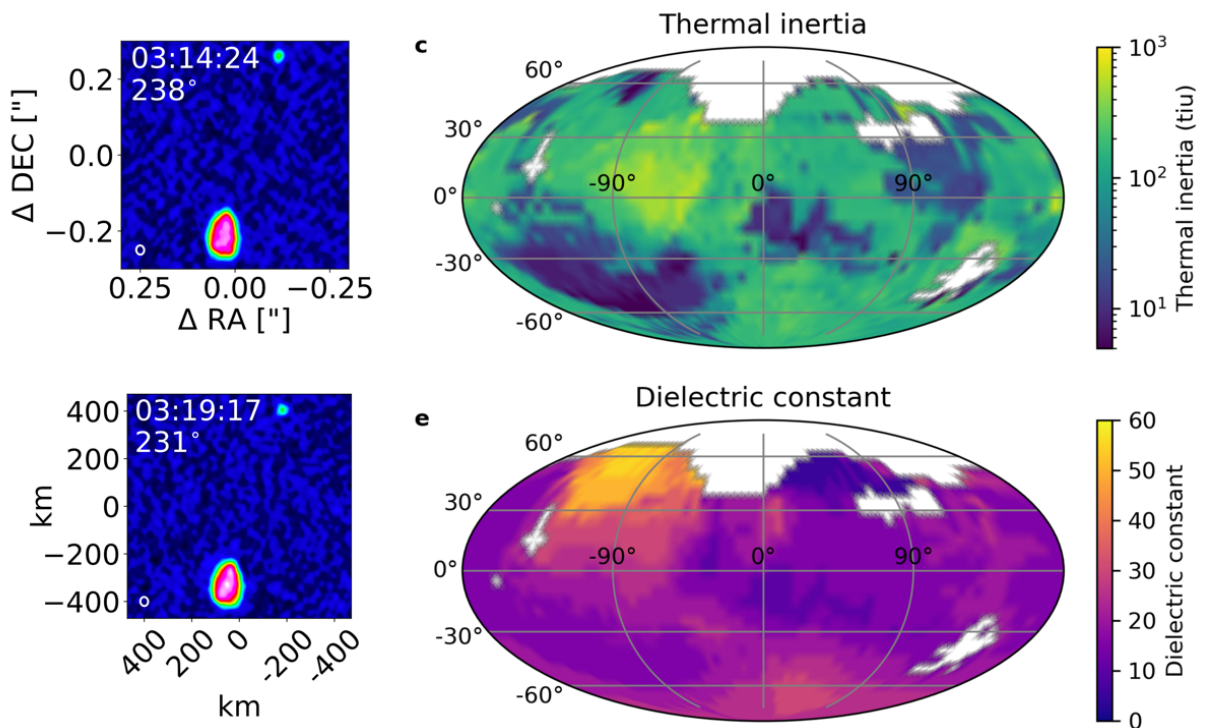 03:14:24
238°
0.2
0.0
−0.2
Δ DEC ["]
0.25 0.00 −0.25
Δ RA ["]
c
Thermal inertia
60°
30°
0°
-30°
-60°
-90° 0° 90°
10³
10²
10¹
Thermal inertia (tiu)
03:19:17
231°
400
200
0
−200
−400
km
400 200 0 -200 -400
km
e
Dielectric constant
60°
30°
0°
-30°
-60°
-90° 0° 90°
60
50
40
30
20
10
0
Dielectric constant